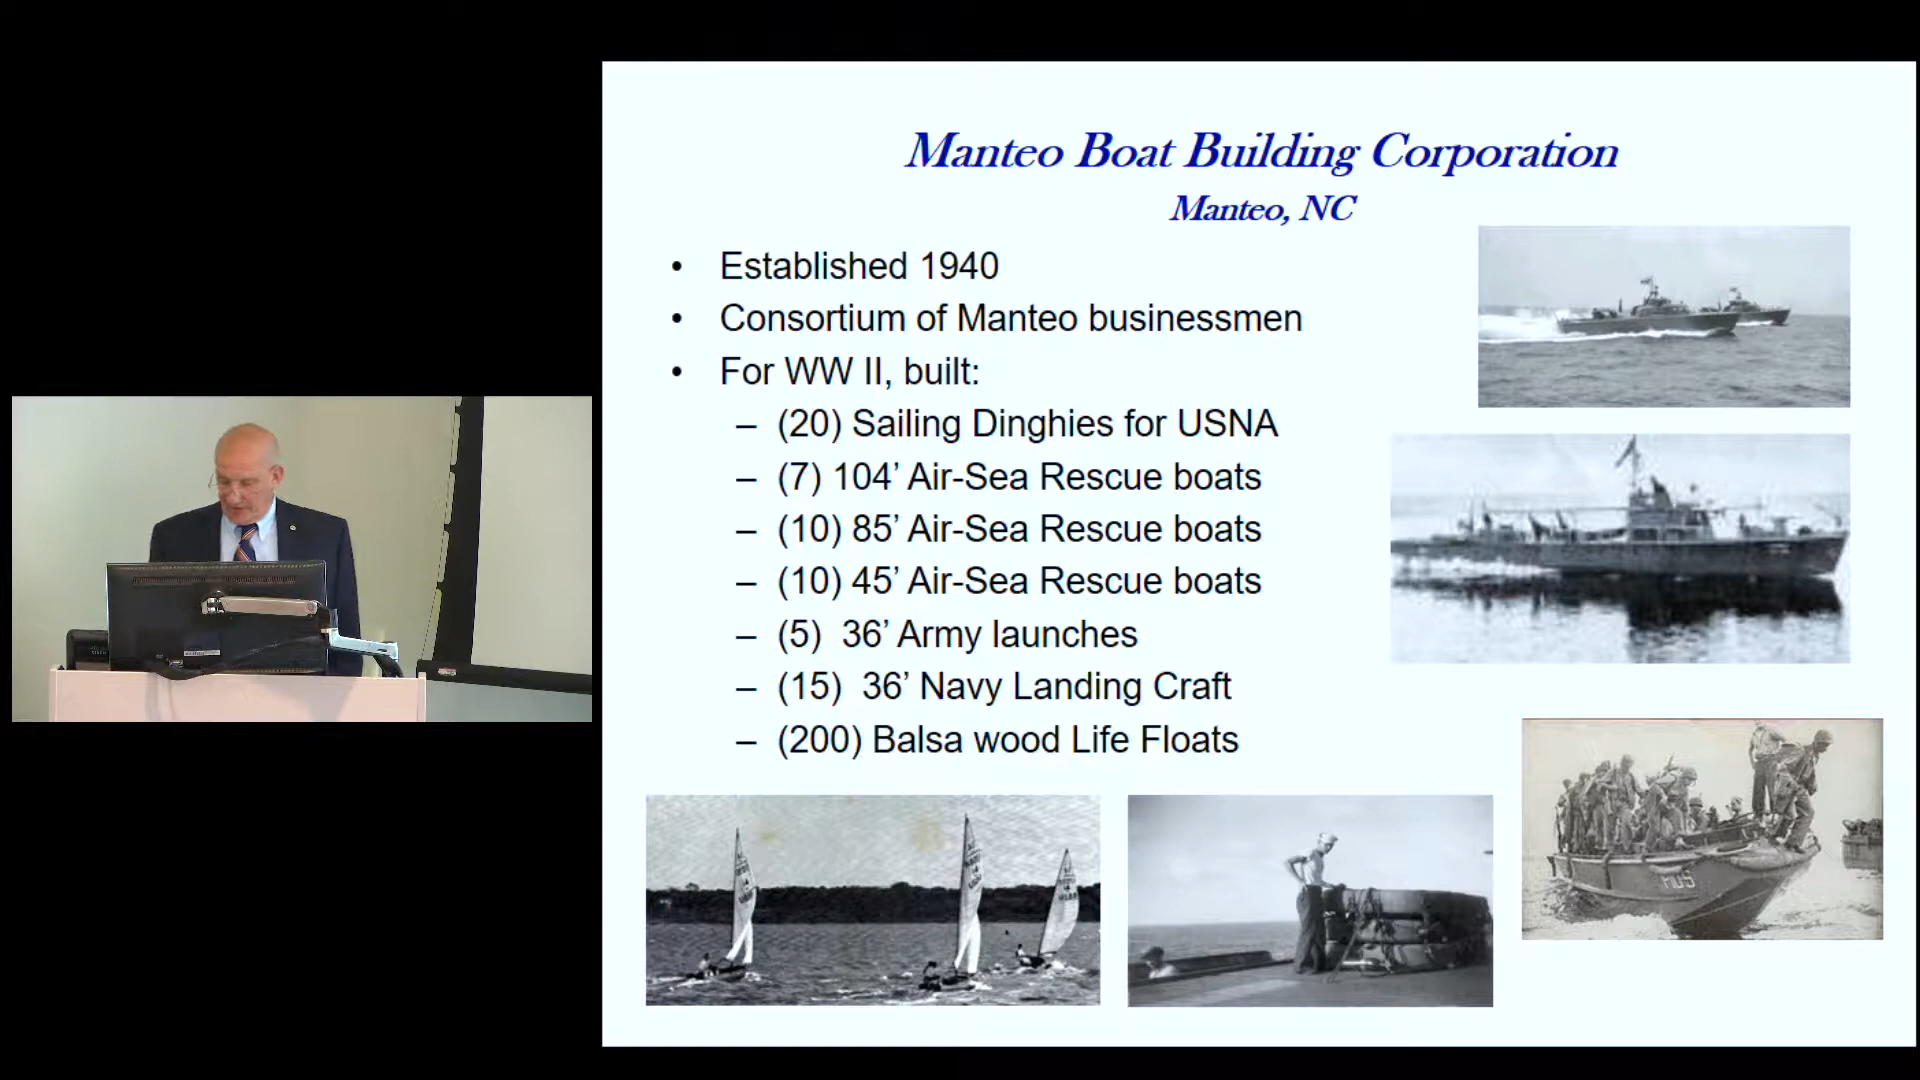 Manteo Boat Building Corporation
Manteo, NC
• Established 1940
• Consortium of Manteo businessmen
• For WW II, built:
– (20) Sailing Dinghies for USNA
– (7) 104’ Air-Sea Rescue boats
– (10) 85’ Air-Sea Rescue boats
– (10) 45’ Air-Sea Rescue boats
– (5) 36’ Army launches
– (15) 36’ Navy Landing Craft
– (200) Balsa wood Life Floats